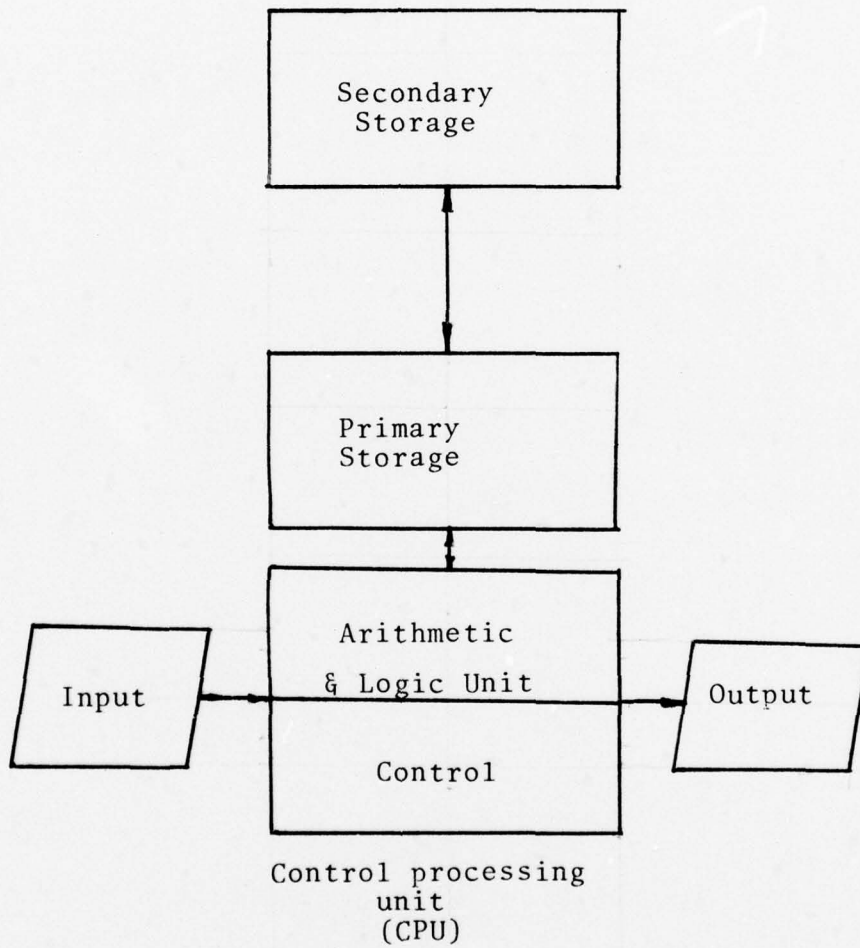 Secondary
Storage
Primary
Storage
Arithmetic
& Logic Unit
Input
Output
Control
Control processing
unit
(CPU)